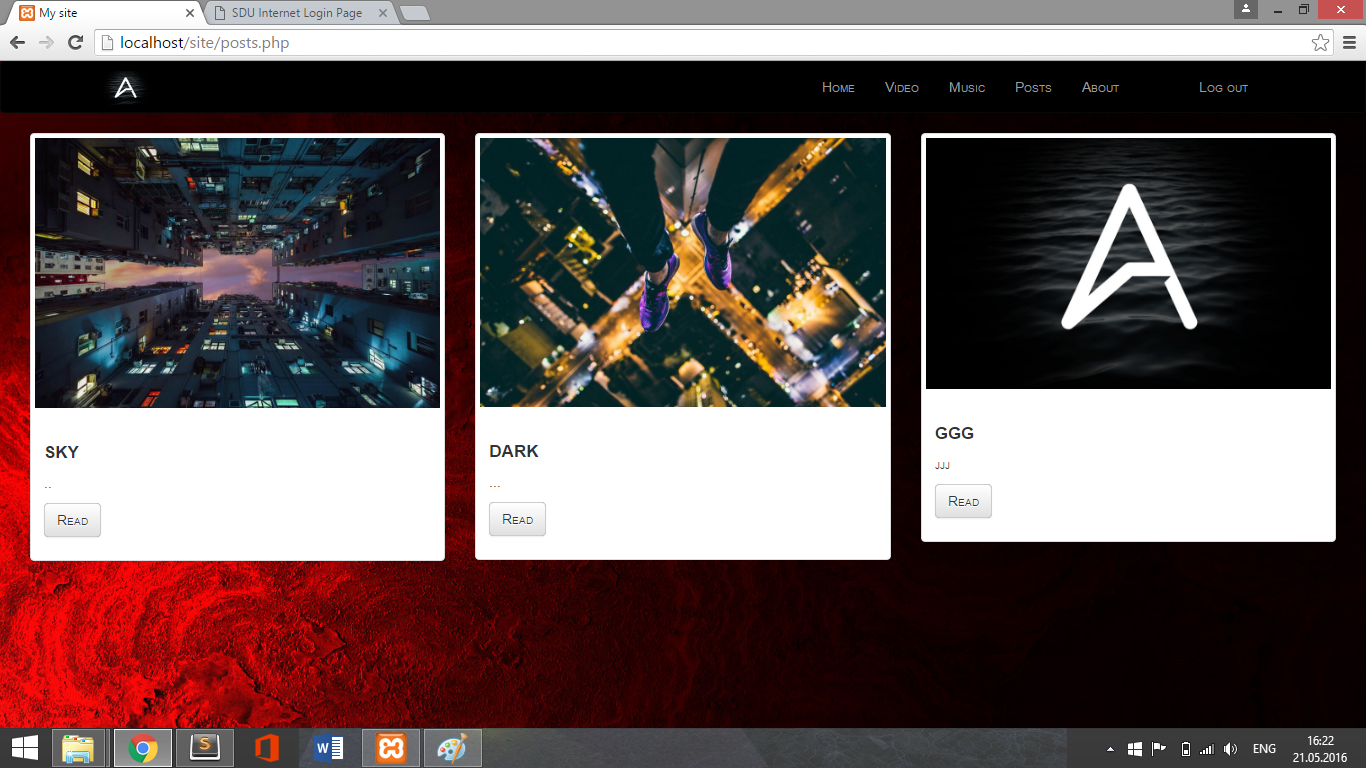 My site
SDU Internet Login Page
localhost/site/posts.php
Home Video Music Posts About Log out
SKY
..
Read
DARK
...
Read
GGG
JJJ
Read
ENG
16:22
21.05.2016